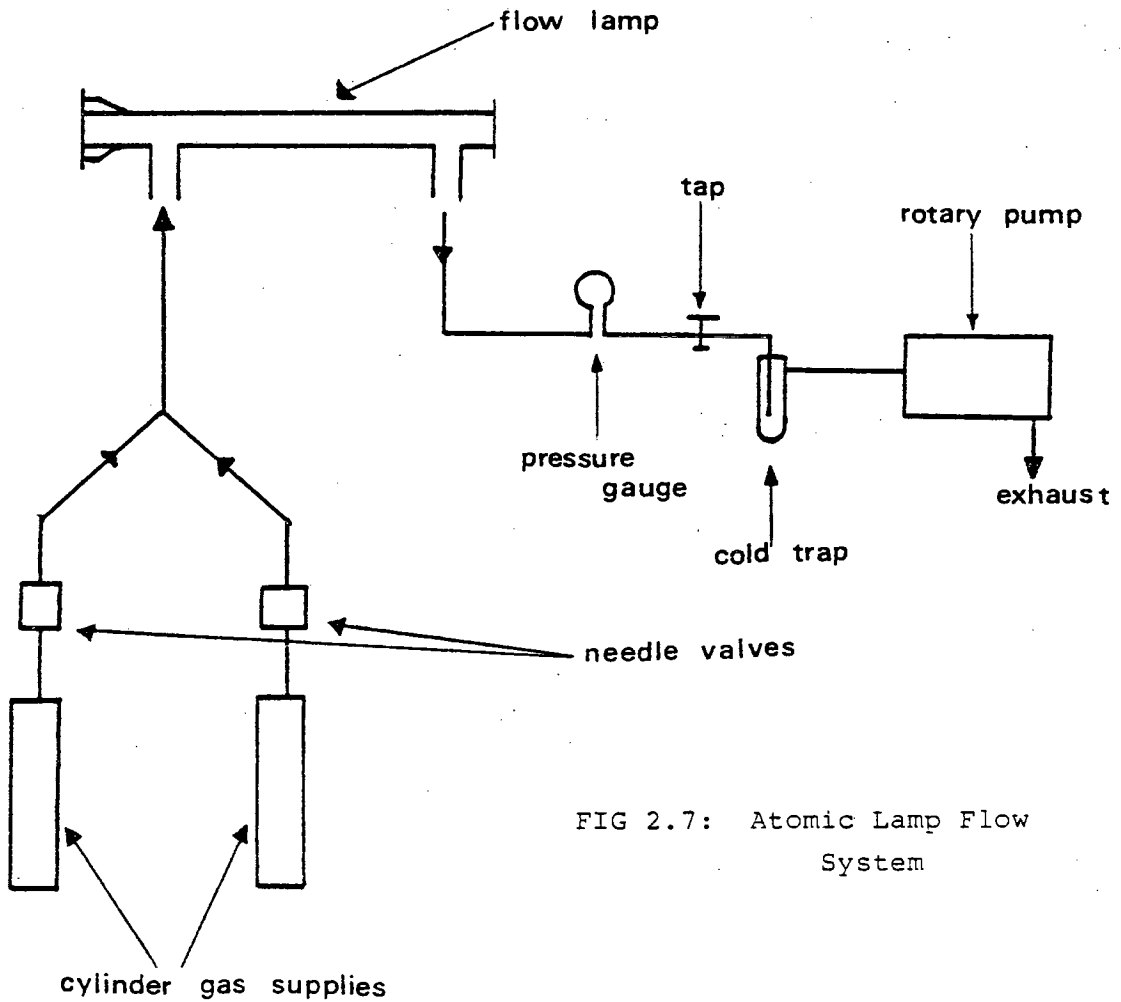 flow lamp
tap
rotary pump
pressure
gauge
exhaust
cold trap
needle valves
FIG 2.7: Atomic Lamp Flow
System
cylinder gas supplies